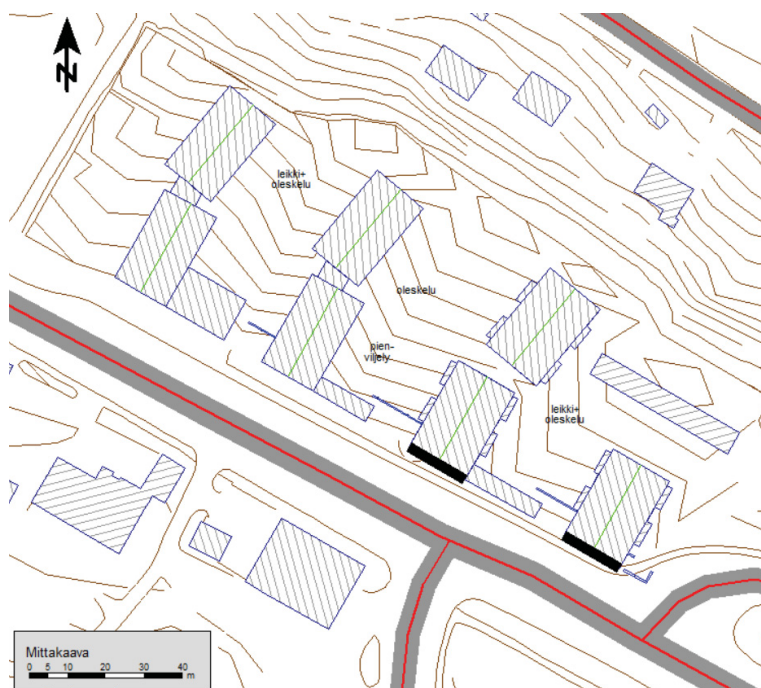 N
leikki+
oleskelu
oleskelu
pien-
viljely
leikki+
oleskelu
Mittakaava
0 5 10 20 30 40
m